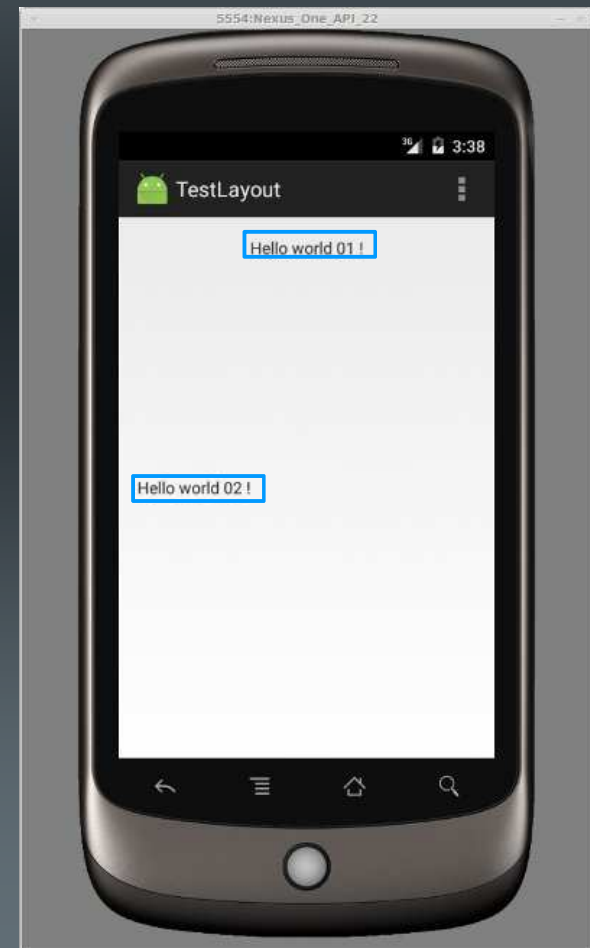 5554:Nexus_One_API_22
3G 3:38
TestLayout
Hello world 01 !
Hello world 02 !